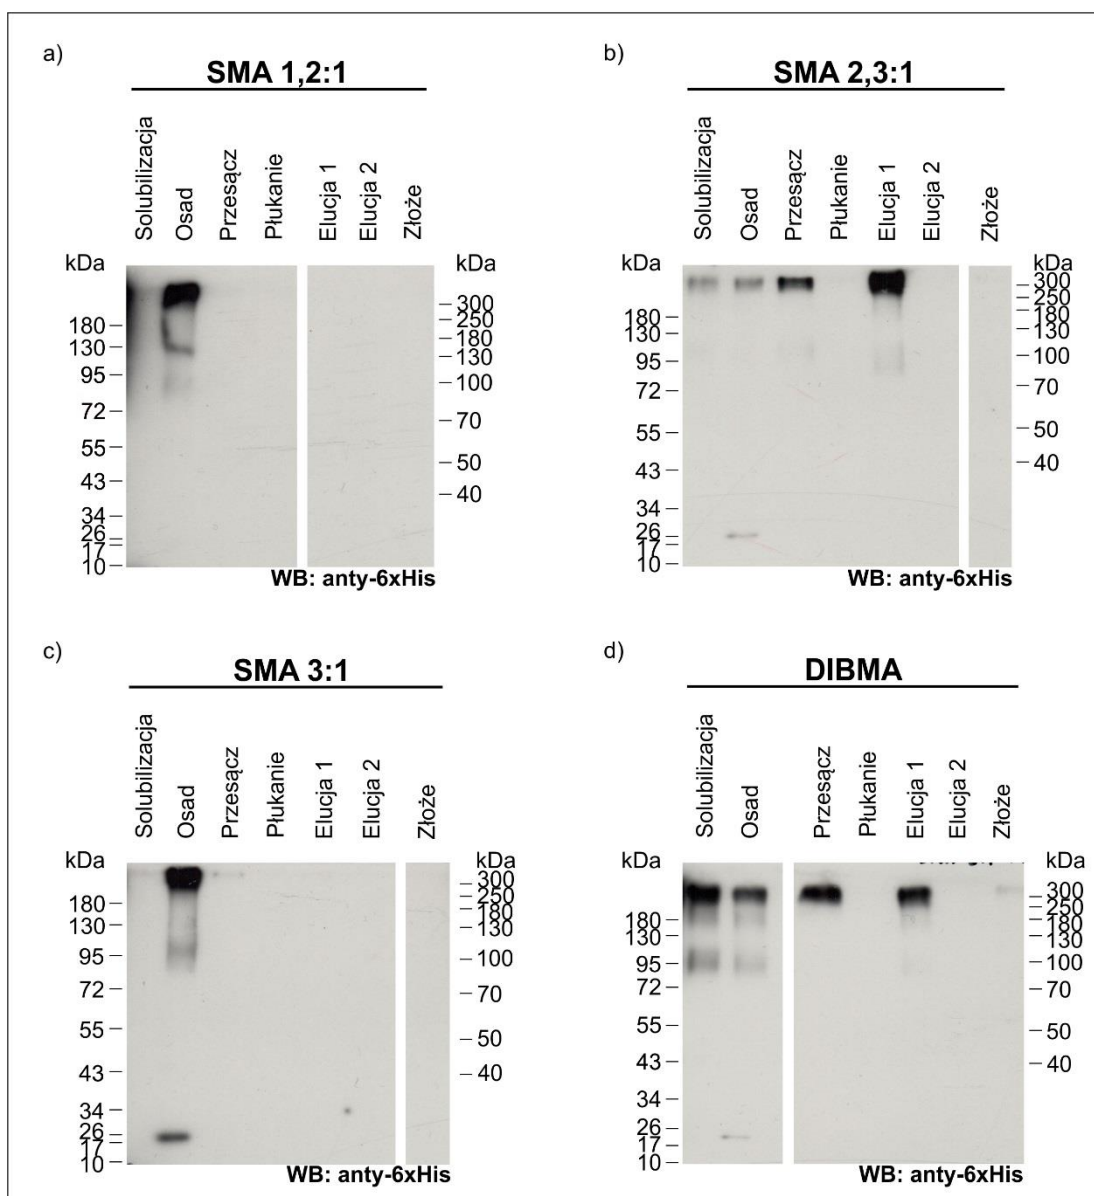 a)
SMA 1,2:1
Solubilizacja
Osad
Przesącz
Płukanie
Elucja 1
Elucja 2
Złoże
kDa
180
130
95
72
55
43
34
26
17
10
kDa
300
250
180
130
100
70
50
40
WB: anty-6xHis
b)
SMA 2,3:1
Solubilizacja
Osad
Przesącz
Płukanie
Elucja 1
Elucja 2
Złoże
kDa
180
130
95
72
55
43
34
26
17
10
kDa
300
250
180
130
100
70
50
40
WB: anty-6xHis
c)
SMA 3:1
Solubilizacja
Osad
Przesącz
Płukanie
Elucja 1
Elucja 2
Złoże
kDa
180
130
95
72
55
43
34
26
17
10
kDa
300
250
180
130
100
70
50
40
WB: anty-6xHis
d)
DIBMA
Solubilizacja
Osad
Przesącz
Płukanie
Elucja 1
Elucja 2
Złoże
kDa
180
130
95
72
55
43
34
26
17
10
kDa
300
250
180
130
100
70
50
40
WB: anty-6xHis